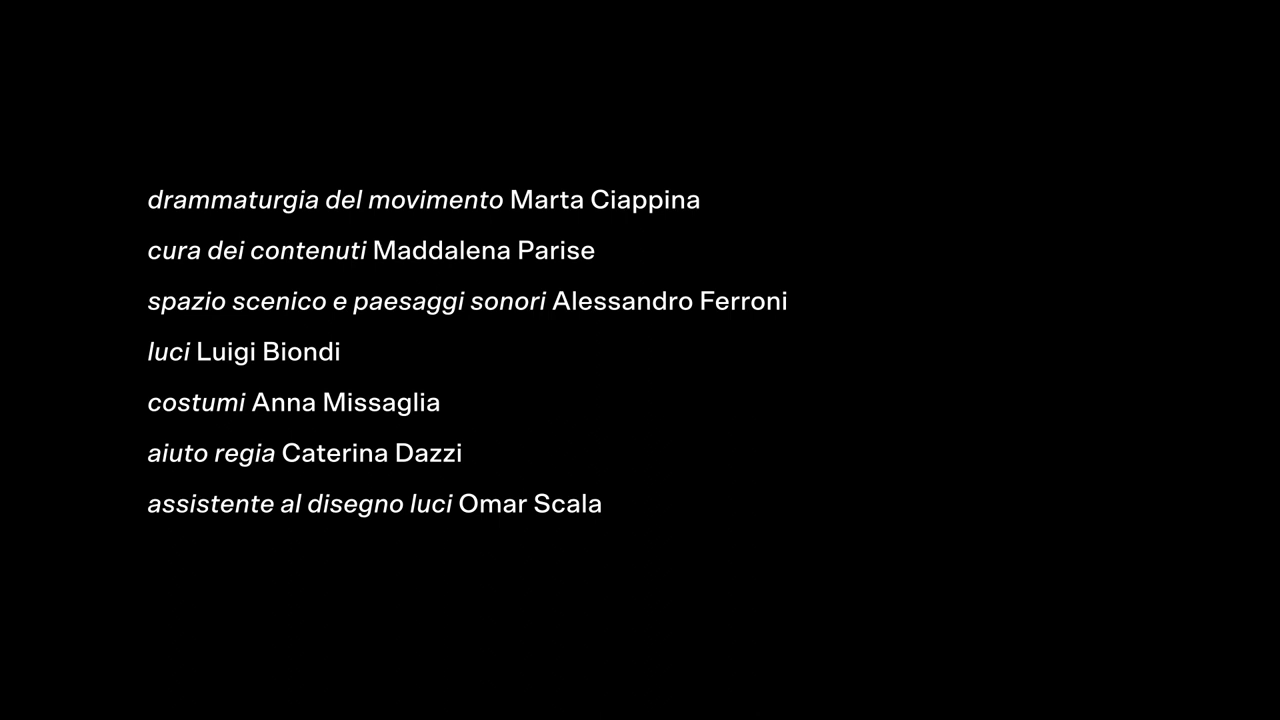 drammaturgia del movimento Marta Ciappina
cura dei contenuti Maddalena Parise
spazio scenico e paesaggi sonori Alessandro Ferroni
luci Luigi Biondi
costumi Anna Missaglia
aiuto regia Caterina Dazzi
assistente al disegno luci Omar Scala